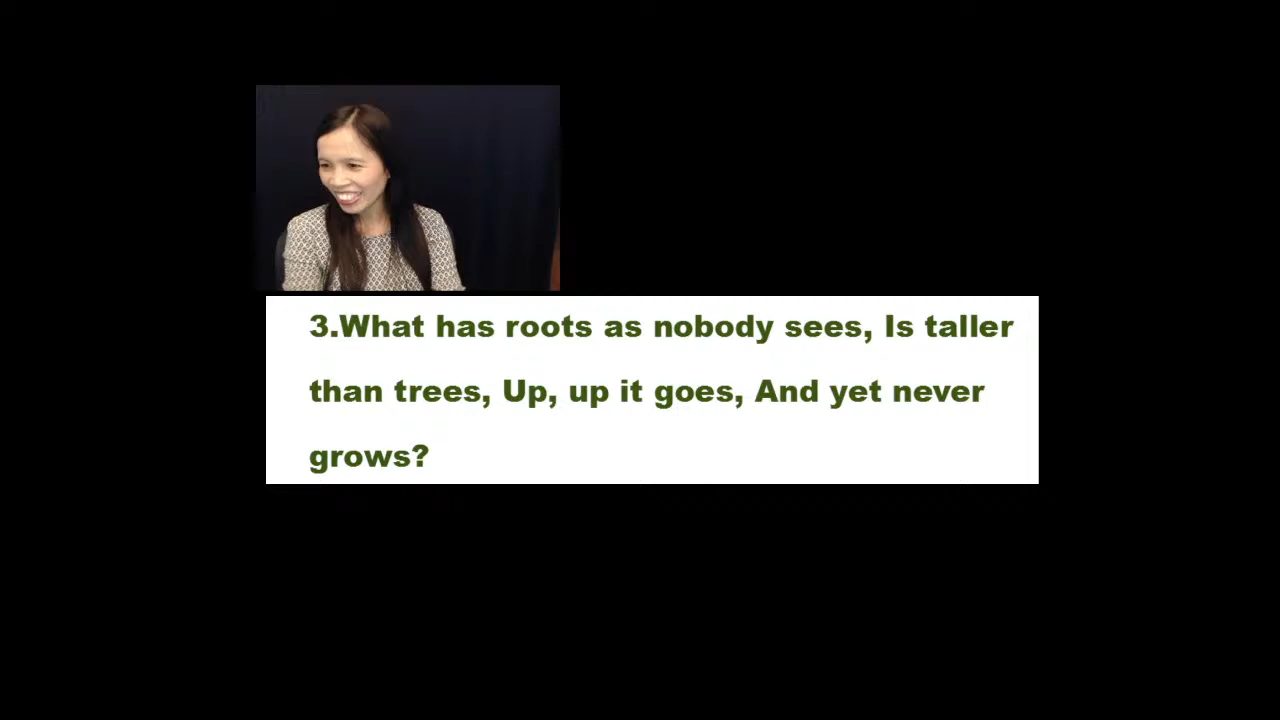 3.What has roots as nobody sees, Is taller
than trees, Up, up it goes, And yet never
grows?